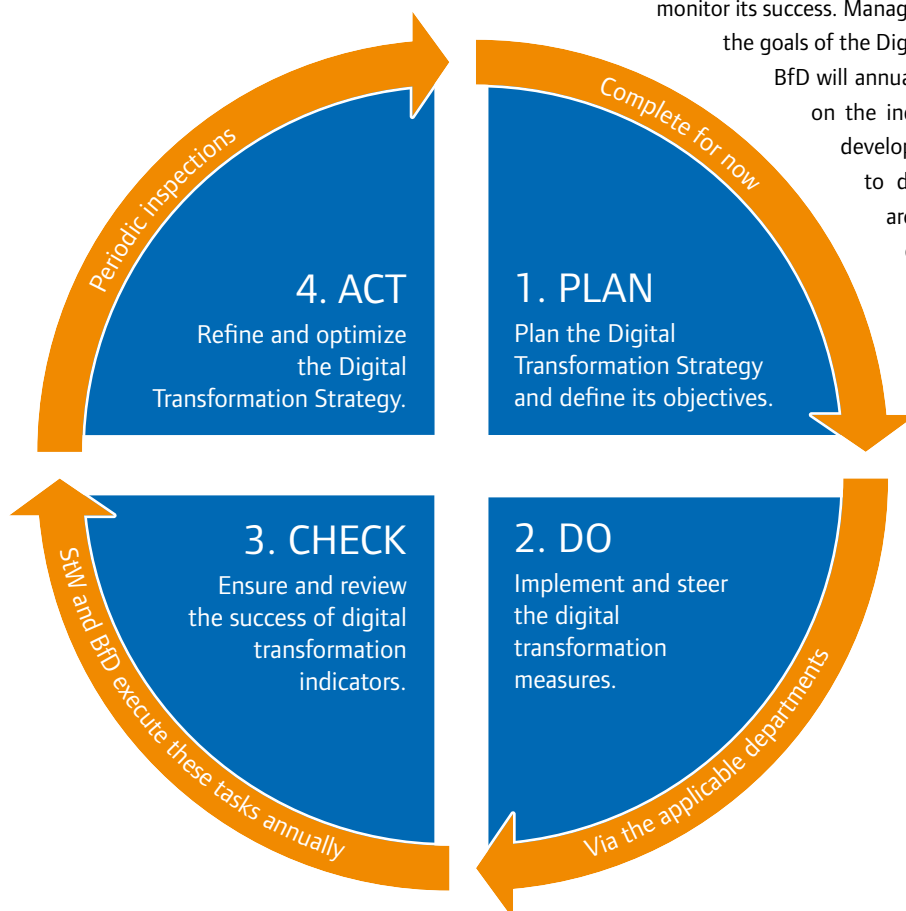 monitor its success. Manag
the goals of the Dig
BfD will annua
on the in
develop
to d
ar
Complete for now
1. PLAN
Plan the Digital
Transformation Strategy
and define its objectives.
2. DO
Implement and steer
the digital
transformation
measures.
Via the applicable departments
3. CHECK
Ensure and review
the success of digital
transformation
indicators.
StW and BfD execute these tasks annually
4. ACT
Refine and optimize
the Digital
Transformation Strategy.
Periodic inspections